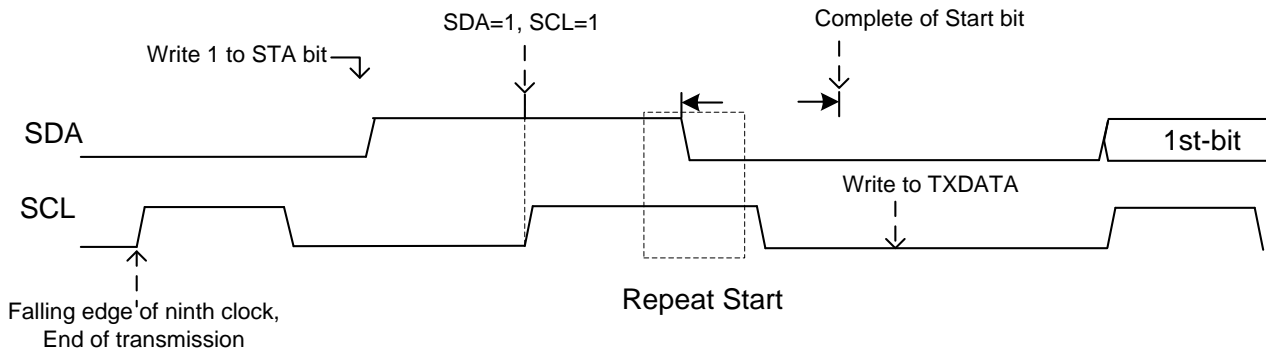 SDA=1, SCL=1
Complete of Start bit
Write 1 to STA bit
SDA
1st-bit
Write to TXDATA
SCL
Repeat Start
Falling edge of ninth clock,
End of transmission